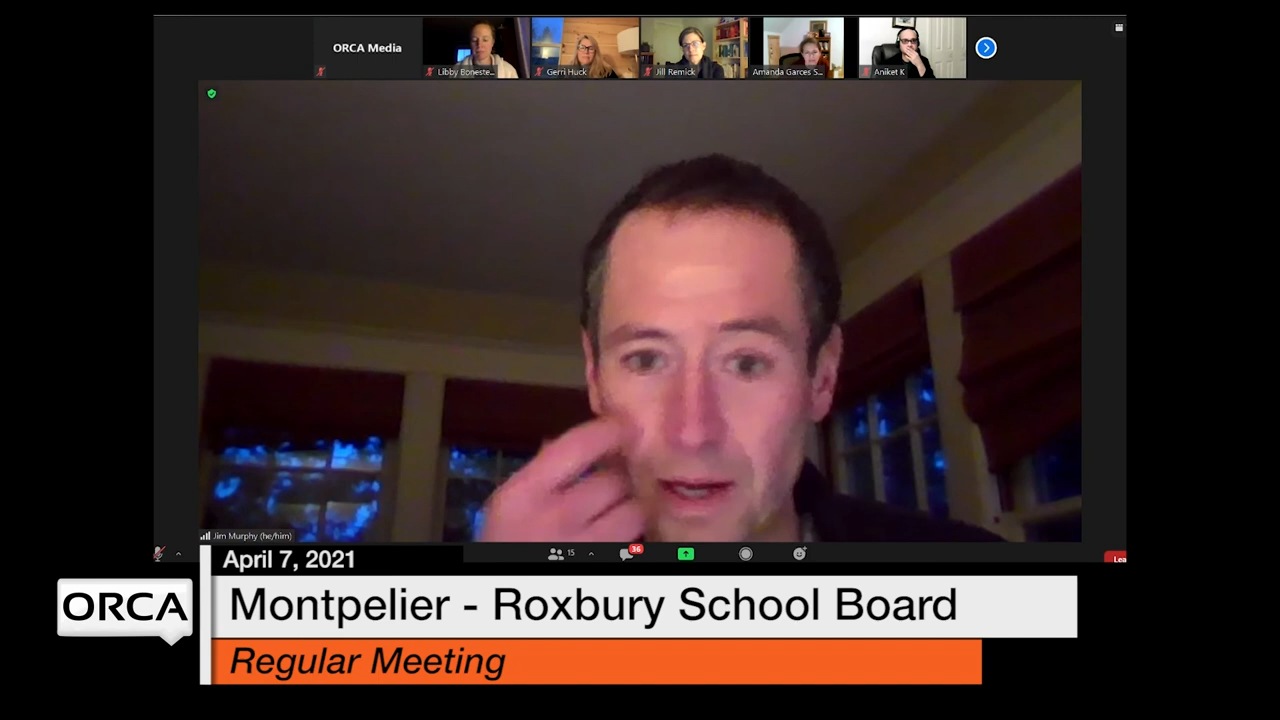 ORCA Media
Libby Boneste...
Gerri Huck
Jill Remick
Amanda Garces S...
Aniket K
Jim Murphy (he/him)
15
36
Lea
April 7, 2021
ORCA
Montpelier - Roxbury School Board
Regular Meeting